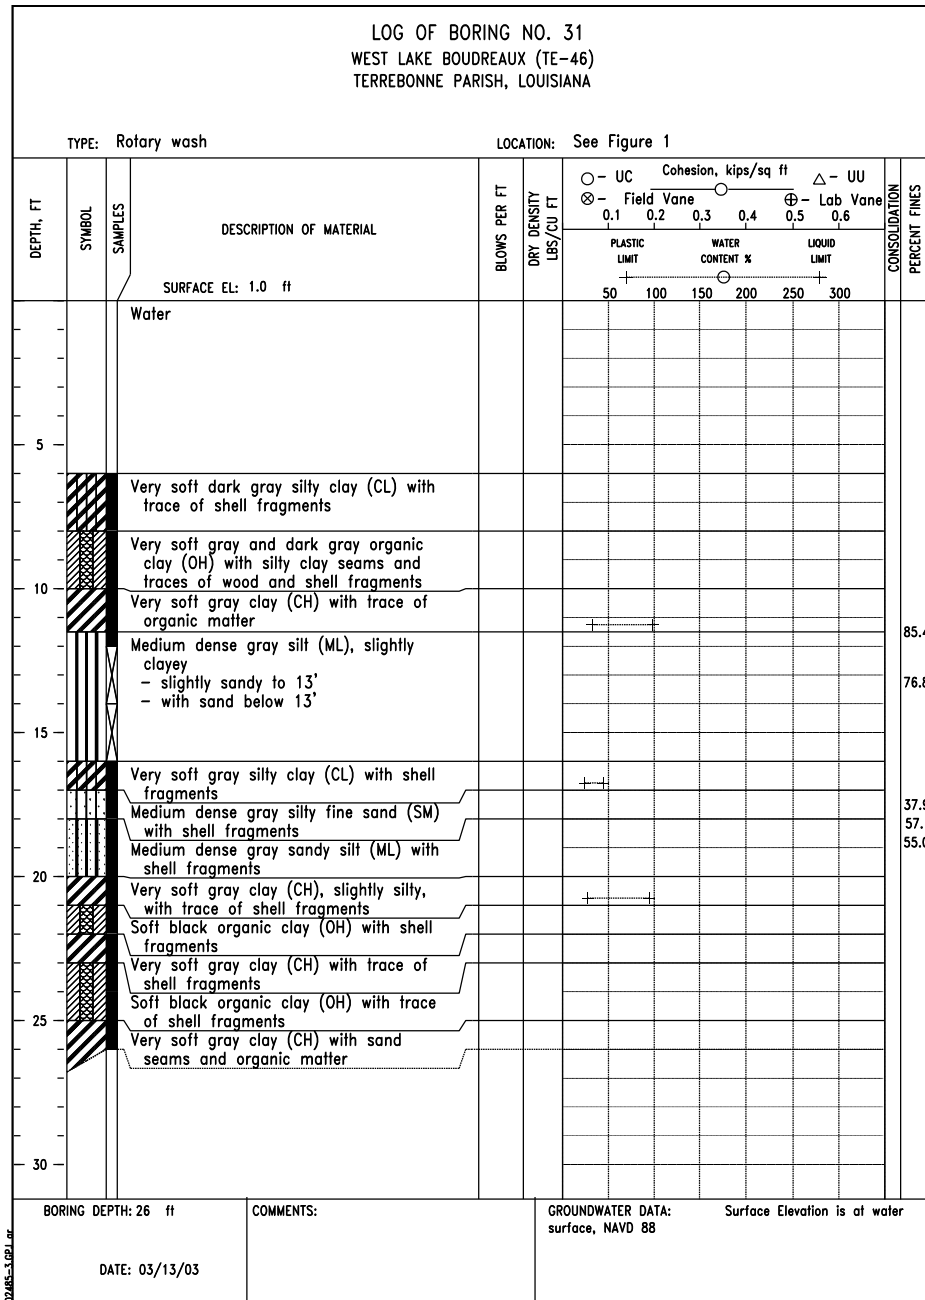 LOG OF BORING NO. 31
WEST LAKE BOUDREAUX (TE-46)
TERREBONNE PARISH, LOUISIANA
TYPE: Rotary wash
LOCATION: See Figure 1
DEPTH, FT
SYMBOL
SAMPLES
DESCRIPTION OF MATERIAL
SURFACE EL: 1.0 ft
BLOWS PER FT
DRY DENSITY
LBS/CU FT
- UC
Cohesion, kips/sq ft
- UU
- Field Vane
- Lab Vane
0.1 0.2 0.3 0.4 0.5 0.6
PLASTIC
LIMIT
WATER
CONTENT %
LIQUID
LIMIT
50 100 150 200 250 300
CONSOLIDATION
PERCENT FINES
Water
5
Very soft dark gray silty clay (CL) with
trace of shell fragments
Very soft gray and dark gray organic
clay (OH) with silty clay seams and
traces of wood and shell fragments
10
Very soft gray clay (CH) with trace of
organic matter
85.4
Medium dense gray silt (ML), slightly
clayey
- slightly sandy to 13'
- with sand below 13'
76.8
15
Very soft gray silty clay (CL) with shell
fragments
Medium dense gray silty fine sand (SM)
with shell fragments
37.9
57.
Medium dense gray sandy silt (ML) with
shell fragments
55.0
20
Very soft gray clay (CH), slightly silty,
with trace of shell fragments
Soft black organic clay (OH) with shell
fragments
Very soft gray clay (CH) with trace of
shell fragments
Soft black organic clay (OH) with trace
of shell fragments
25
Very soft gray clay (CH) with sand
seams and organic matter
30
BORING DEPTH: 26 ft
DATE: 03/13/03
COMMENTS:
GROUNDWATER DATA: Surface Elevation is at water
surface, NAVD 88